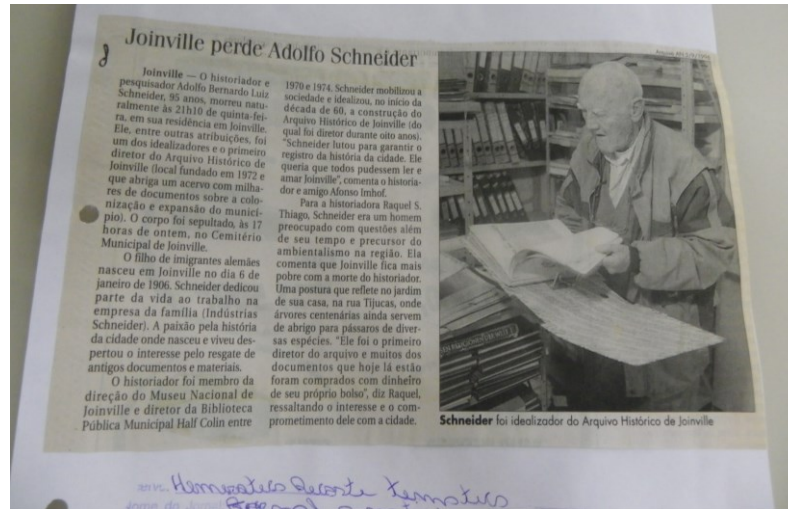 Joinville perde Adolfo Schneider
Joinville — O historiador e
pesquisador Adolfo Bernardo Luiz
Schneider, 95 anos, morreu natu-
ralmente às 21h10 de quinta-fei-
ra, em sua residência em Joinville.
Ele, entre outras atribuições, foi
um dos idealizadores e o primeiro
diretor do Arquivo Histórico de
Joinville (local fundado em 1972 e
que abriga um acervo com milha-
res de documentos sobre a colo-
nização e expansão do municí-
pio). O corpo foi sepultado, às 17
horas de ontem, no Cemitério
Municipal de Joinville.
O filho de imigrantes alemães
nasceu em Joinville no dia 6 de
janeiro de 1906. Schneider dedicou
parte da vida ao trabalho na
empresa da família (Indústrias
Schneider). A paixão pela história
da cidade onde nasceu e viveu des-
pertou o interesse pelo resgate de
antigos documentos e materiais.
O historiador foi membro da
direção do Museu Nacional de
Joinville e diretor da Biblioteca
Pública Municipal Half Colin entre
1970 e 1974. Schneider mobilizou a
sociedade e idealizou, no início da
década de 60, a construção do
Arquivo Histórico de Joinville (do
qual foi diretor durante oito anos).
"Schneider lutou para garantir o
registro da história da cidade. Ele
queria que todos pudessem ler e
amar Joinville", comenta o historia-
dor e amigo Afonso Imhof.
Para a historiadora Raquel S.
Thiago, Schneider era um homem
preocupado com questões além
de seu tempo e precursor do
ambientalismo na região. Ela
comenta que Joinville fica mais
pobre com a morte do historiador.
Uma postura que reflete no jardim
de sua casa, na rua Tijucas, onde
árvores centenárias ainda servem
de abrigo para pássaros de diver-
sas espécies. "Ele foi o primeiro
diretor do arquivo e muitos dos
documentos que hoje lá estão
foram comprados com dinheiro
de seu próprio bolso", diz Raquel,
ressaltando o interesse e o com-
prometimento dele com a cidade.
Schneider foi idealizador do Arquivo Histórico de Joinville